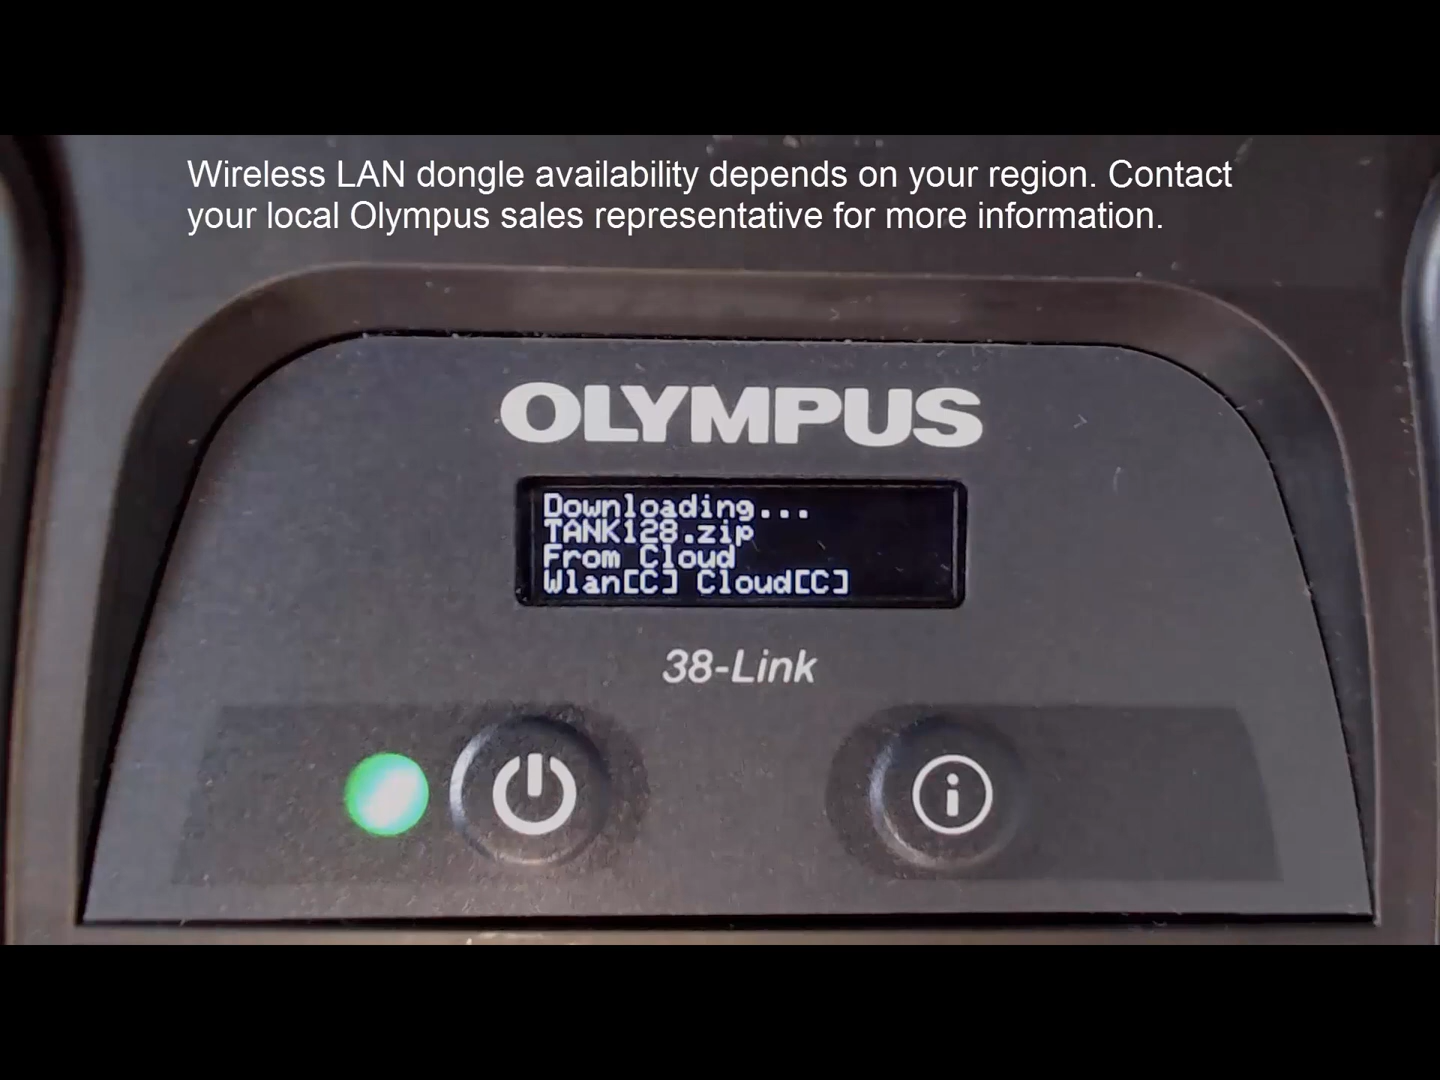 Wireless LAN dongle availability depends on your region. Contact
your local Olympus sales representative for more information.
OLYMPUS
Downloading...
TANK128.zip
From Cloud
Wlan[C] Cloud[C]
38-Link